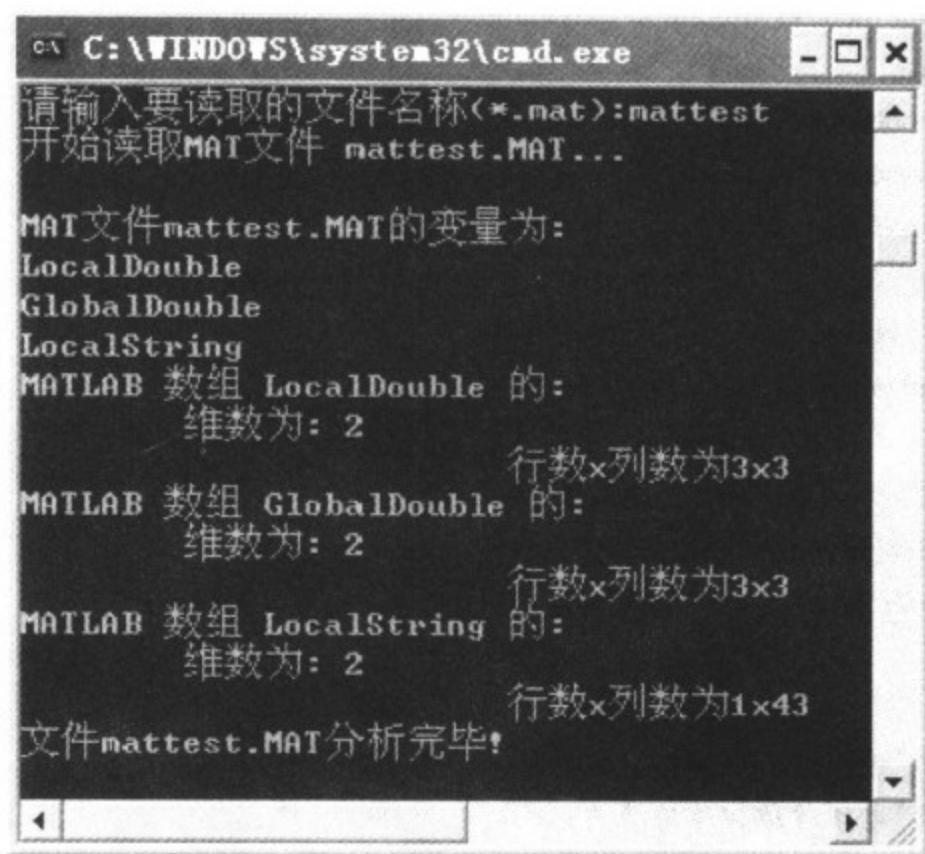 C:\WINDOWS\system32\cmd.exe
请输入要读取的文件名称(*.mat):mattest
开始读取MAT文件 mattest.MAT...
MAT文件mattest.MAT的变量为:
LocalDouble
GlobalDouble
LocalString
MATLAB 数组 LocalDouble 的:
维数为: 2
行数x列数为3x3
MATLAB 数组 GlobalDouble 的:
维数为: 2
行数x列数为3x3
MATLAB 数组 LocalString 的:
维数为: 2
行数x列数为1x43
文件mattest.MAT分析完毕!